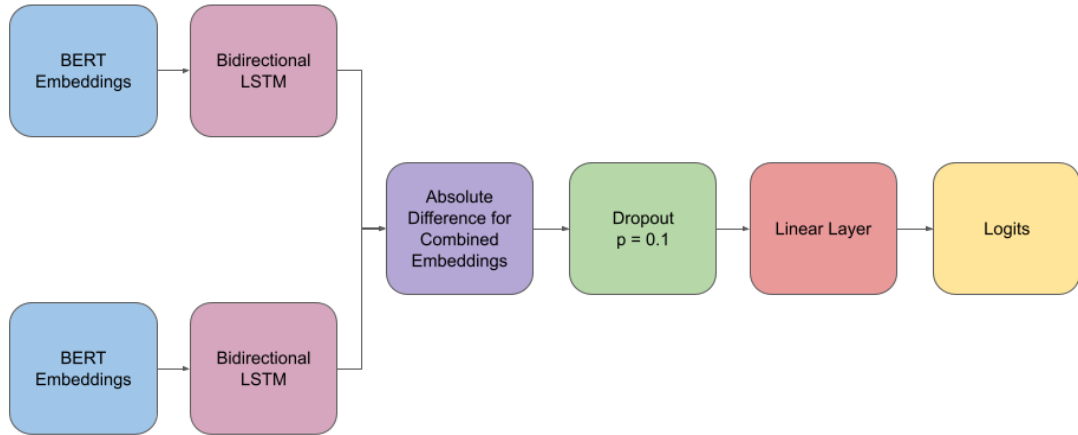 BERT
Embeddings
Bidirectional
LSTM
Absolute
Difference for
Combined
Embeddings
Dropout
p = 0.1
Linear Layer
Logits
BERT
Embeddings
Bidirectional
LSTM